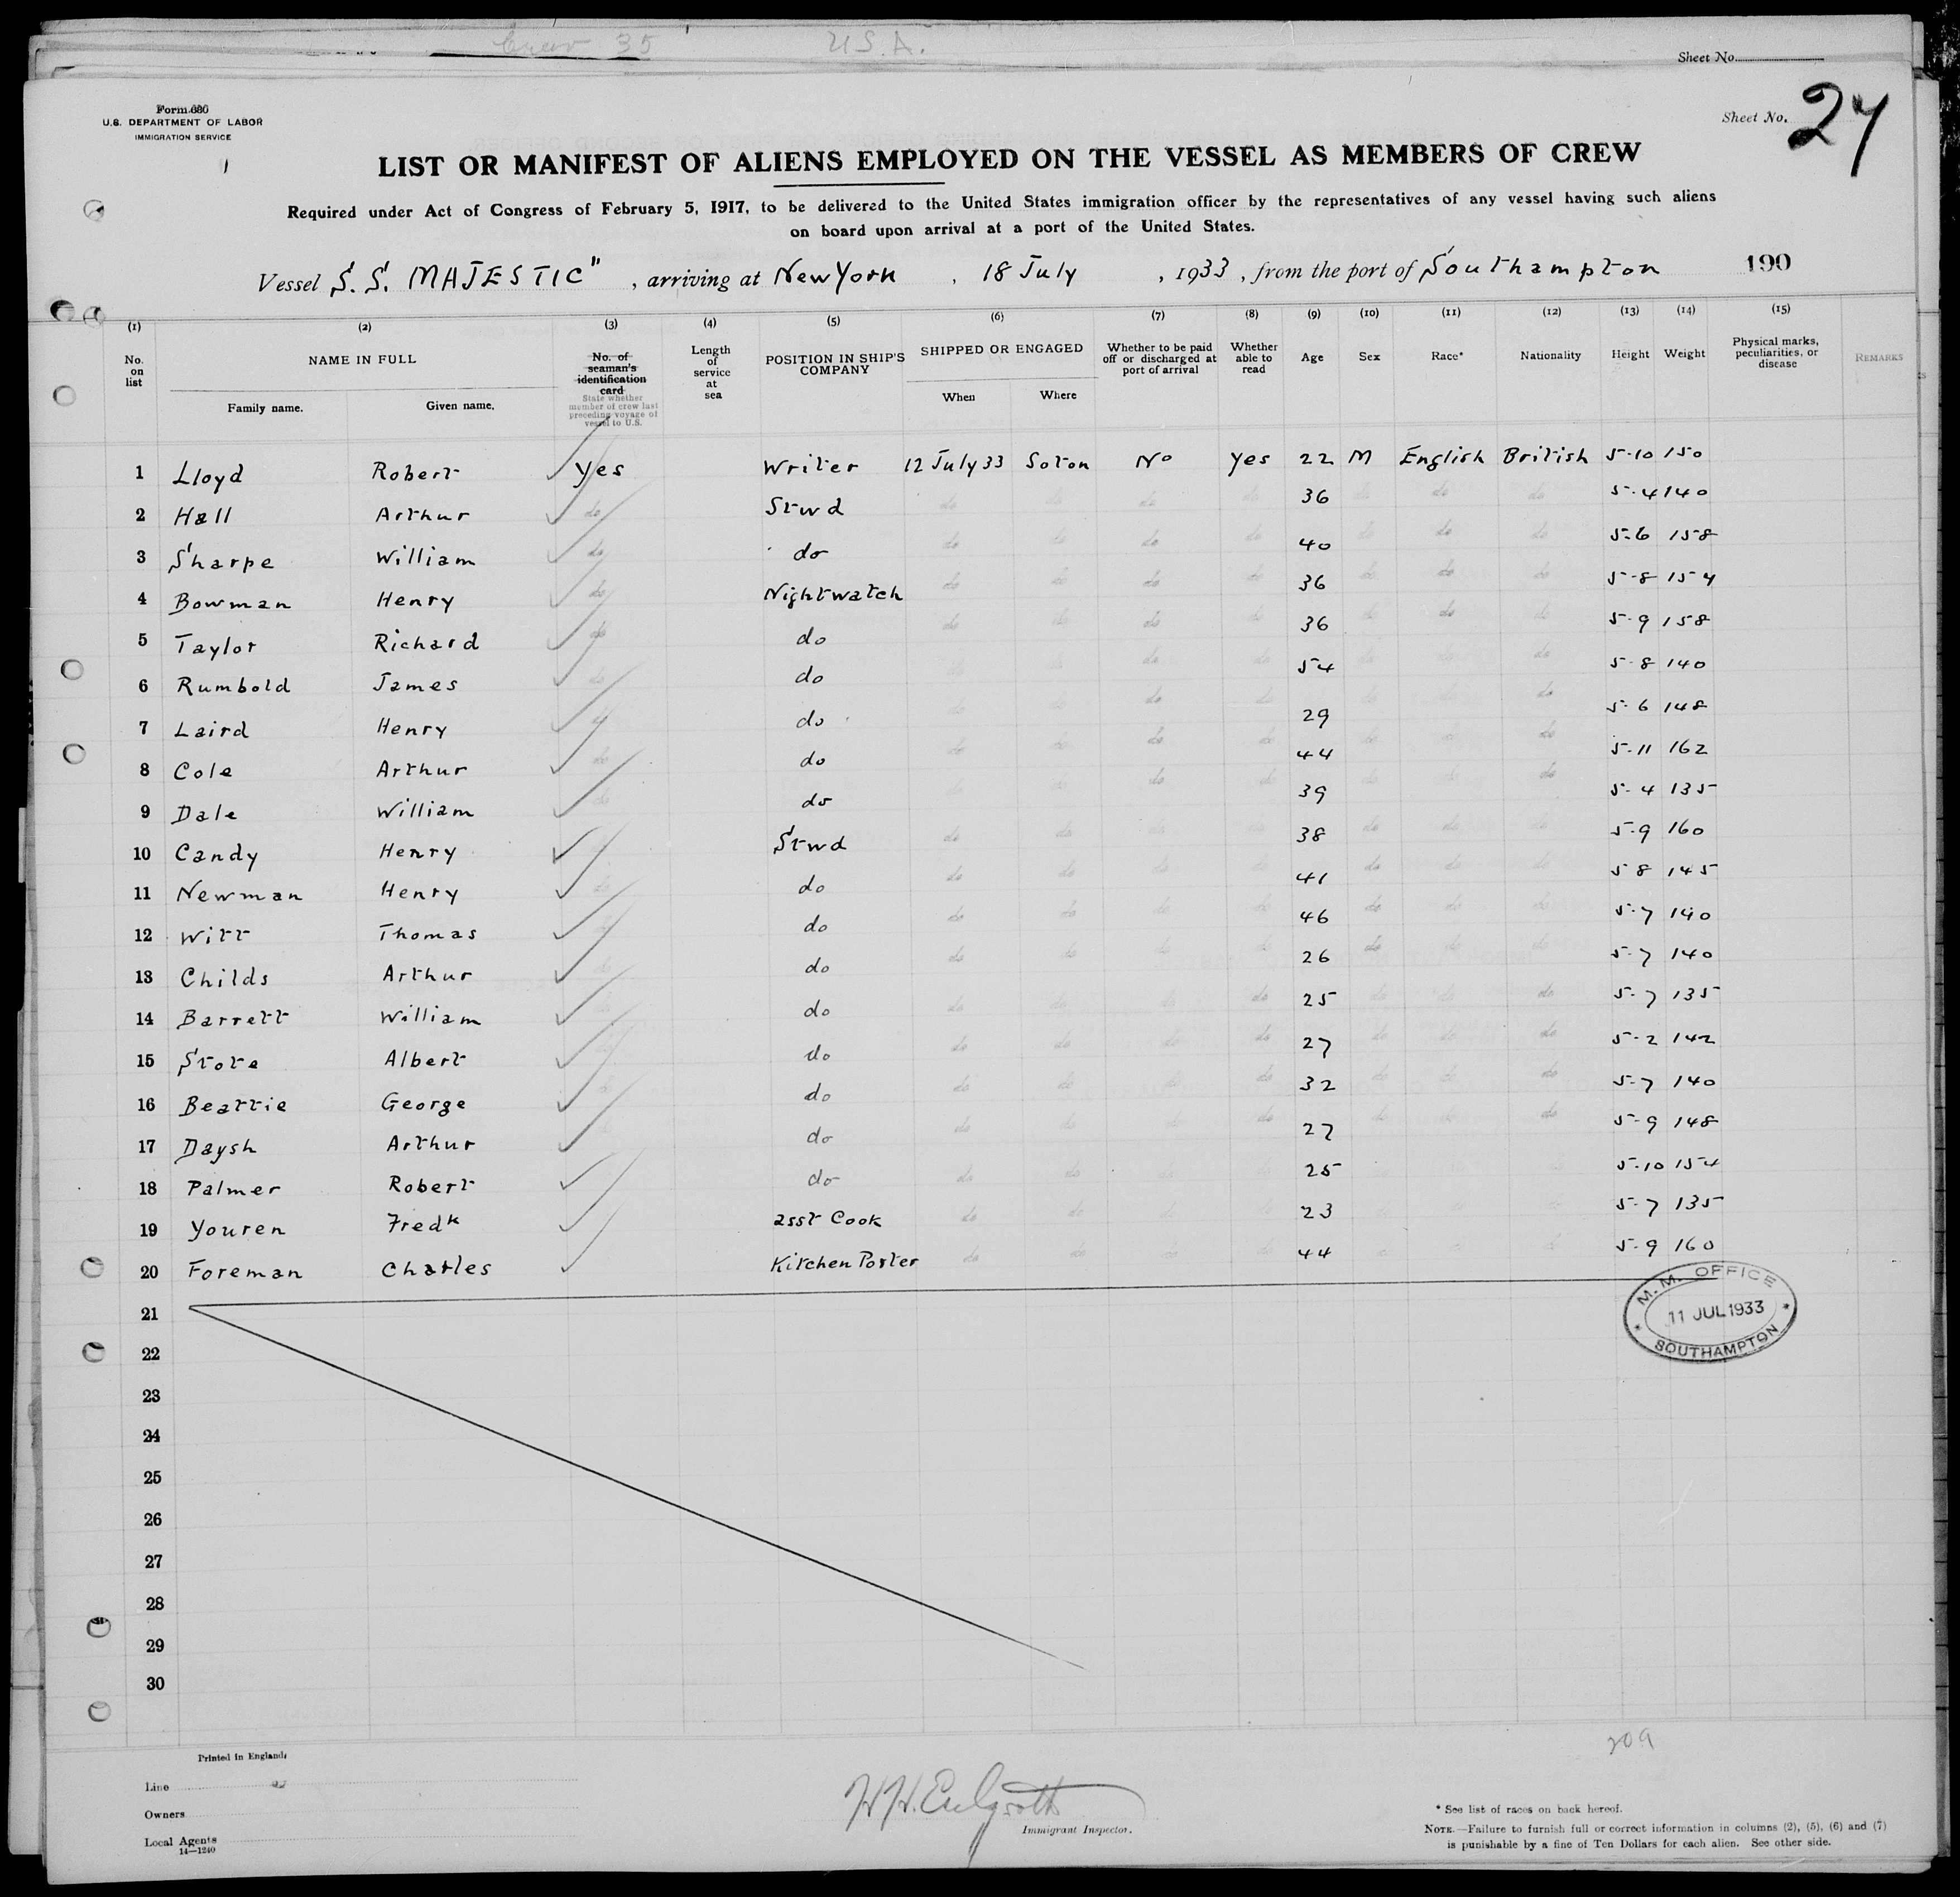 Crew 35 U.S.A.
Sheet No.
Form 680
U.S. DEPARTMENT OF LABOR
IMMIGRATION SERVICE
Sheet No. 27
LIST OR MANIFEST OF ALIENS EMPLOYED ON THE VESSEL AS MEMBERS OF CREW
Required under Act of Congress of February 5, 1917, to be delivered to the United States immigration officer by the representatives of any vessel having such aliens
on board upon arrival at a port of the United States.
Vessel S.S. MAJESTIC", arriving at New York, 18 July, 1933, from the port of Southampton 190
(1) (2) (3) (4) (5) (6) (7) (8) (9) (10) (11) (12) (13) (14) (15)
No. on list NAME IN FULL Family name. Given name. No. of seaman's identification card State whether member of crew last preceding voyage of vessel to U.S. Length of service at sea POSITION IN SHIP'S COMPANY SHIPPED OR ENGAGED When Where Whether to be paid off or discharged at port of arrival Whether able to read Age Sex Race* Nationality Height Weight Physical marks, peculiarities, or disease REMARKS
1 Lloyd Robert Yes Writer 12 July 33 Soton No Yes 22 M English British 5-10 150
2 Hall Arthur do Stwd do do do do 36 do do do 5-4 140
3 Sharpe William do do do do do do 40 do do do 5-6 158
4 Bowman Henry do Nightwatch do do do do 36 do do do 5-8 154
5 Taylor Richard do do do do do do 36 do do do 5-9 158
6 Rumbold James do do do do do do 54 do do do 5-8 140
7 Laird Henry do do do do do 29 do do do 5-6 148
8 Cole Arthur do do do do do do 44 do do do 5-11 162
9 Dale William do do do do do do 39 do do do 5-4 135
10 Candy Henry Stwd do do do do 38 do do do 5-9 160
11 Newman Henry do do do do do do 41 do do do 5 8 145
12 Witt Thomas do do do do do 46 do do do 5-7 140
13 Childs Arthur do do do do do do 26 do do do 5-7 140
14 Barrett William do do do do do 25 do do do 5-7 135
15 Stote Albert do do do do do 27 do do do 5-2 142
16 Beattie George do do do do do 32 do do do 5-7 140
17 Daysh Arthur do do do do do 27 do do do 5-9 148
18 Palmer Robert do do do do do 25 do do do 5-10 154
19 Youren Fredk asst Cook do do do do 23 do do do 5-7 135
20 Foreman Charles Kitchen Porter do do do do 44 do do do 5-9 160
M.M. OFFICE
11 JUL 1933
SOUTHAMPTON
21
22
23
24
25
26
27
28
29
30
209
Printed in England
Line
Owners
Local Agents
14—1240
Immigrant Inspector.
* See list of races on back hereof.
NOTE.—Failure to furnish full or correct information in columns (2), (5), (6) and (7)
is punishable by a fine of Ten Dollars for each alien. See other side.